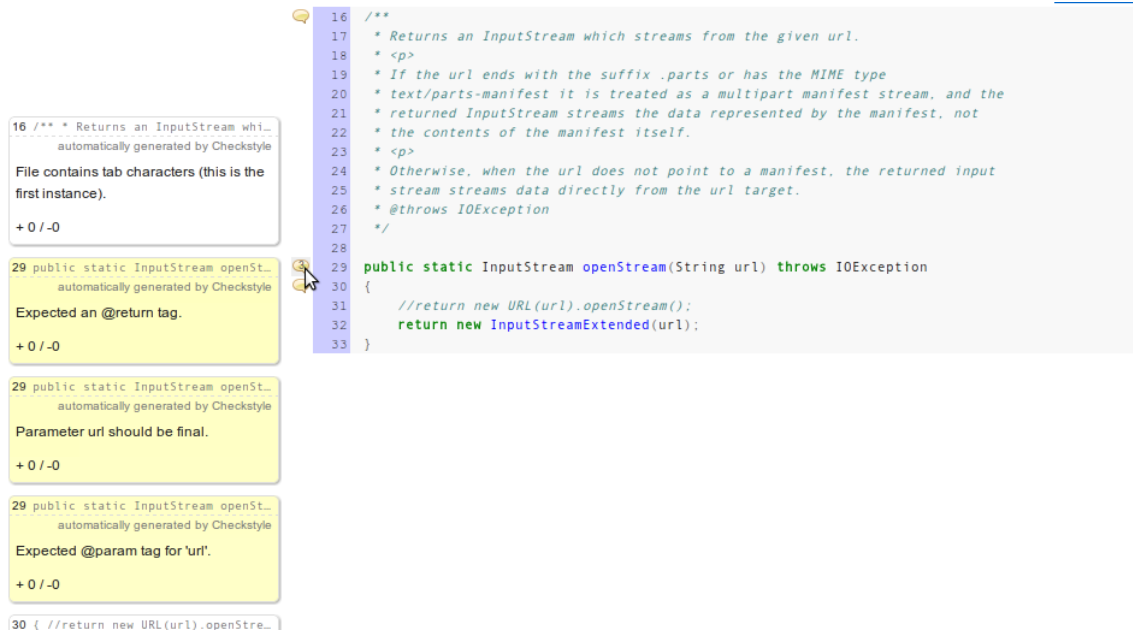 16 /** * Returns an InputStream whi…
automatically generated by Checkstyle
File contains tab characters (this is the
first instance).
+ 0 / -0
29 public static InputStream openSt…
automatically generated by Checkstyle
Expected an @return tag.
+ 0 / -0
29 public static InputStream openSt…
automatically generated by Checkstyle
Parameter url should be final.
+ 0 / -0
29 public static InputStream openSt…
automatically generated by Checkstyle
Expected @param tag for 'url'.
+ 0 / -0
30 { //return new URL(url).openStre…
16 /**
17 * Returns an InputStream which streams from the given url.
18 * <p>
19 * If the url ends with the suffix .parts or has the MIME type
20 * text/parts-manifest it is treated as a multipart manifest stream, and the
21 * returned InputStream streams the data represented by the manifest, not
22 * the contents of the manifest itself.
23 * <p>
24 * Otherwise, when the url does not point to a manifest, the returned input
25 * stream streams data directly from the url target.
26 * @throws IOException
27 */
28
29 public static InputStream openStream(String url) throws IOException
30 {
31 //return new URL(url).openStream();
32 return new InputStreamExtended(url);
33 }